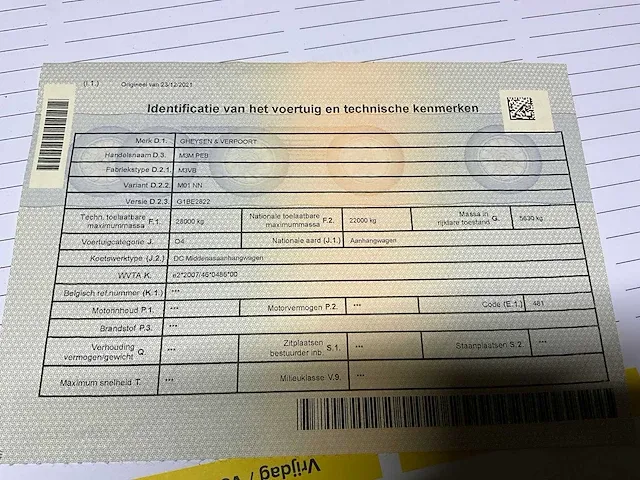 (I.1.) Origineel van 23/12/2021
Identificatie van het voertuig en technische kenmerken
Merk D.1. GHEYSEN & VERPOORT
Handelsnaam D.3. M3M PEB
Fabriekstype D.2.1. M3VB
Variant D.2.2. M01 NN
Versie D.2.3. G1BE2822
Techn. toelaatbare maximummassa F.1. 28000 kg Nationale toelaatbare maximummassa F.2. 22000 kg Massa in rijklare toestand G. 5630 kg
Voertuigcategorie J. O4 Nationale aard (J.1.) Aanhangwagen
Koetswerktype (J.2.) DC Middenasaanhangwagen
WVTA K. e2*2007/46*0486*00
Belgisch ref.nummer (K.1.) ***
Motorinhoud P.1. *** Motorvermogen P.2. *** Code (E.1.) 481
Brandstof P.3. ***
Verhouding vermogen/gewicht Q. *** Zitplaatsen bestuurder inb. S.1. *** Staanplaatsen S.2. ***
Maximum snelheid T. *** Milieuklasse V.9. ***
Vrijdag /